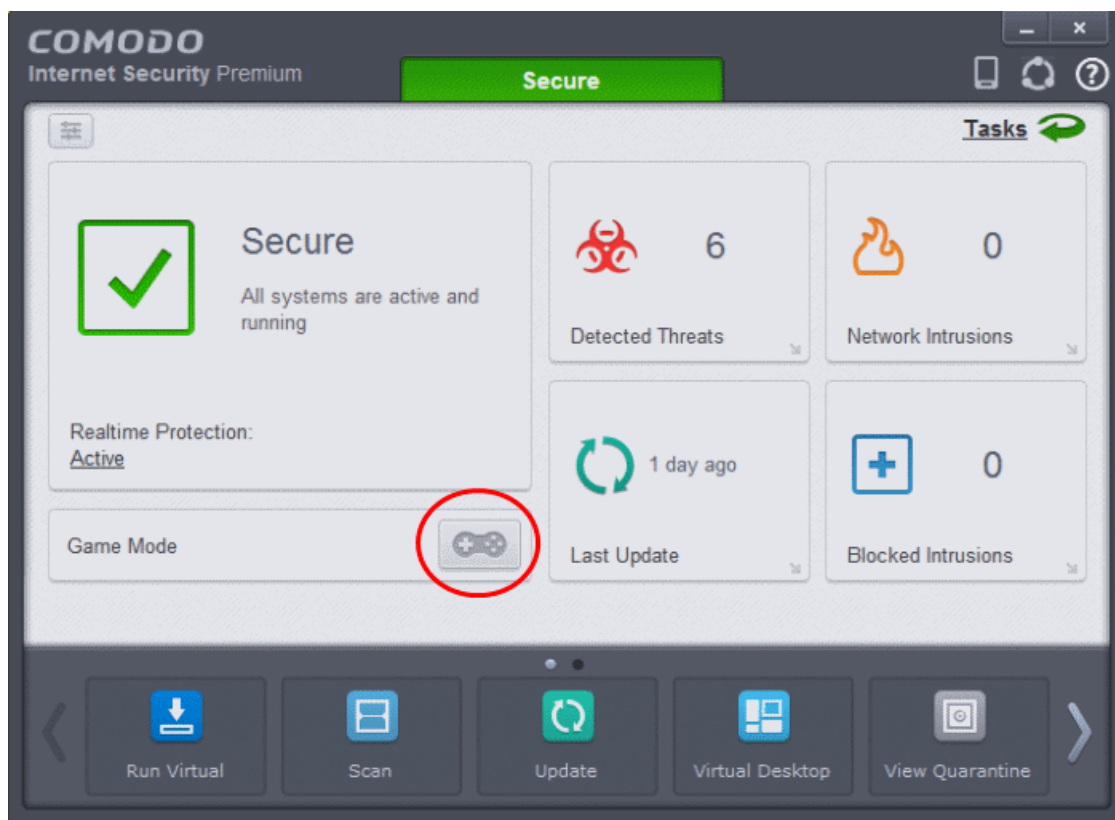 COMODO
Internet Security Premium
Secure
Tasks
Secure
All systems are active and
running
Realtime Protection:
Active
6
Detected Threats
0
Network Intrusions
Game Mode
1 day ago
Last Update
0
Blocked Intrusions
Run Virtual
Scan
Update
Virtual Desktop
View Quarantine